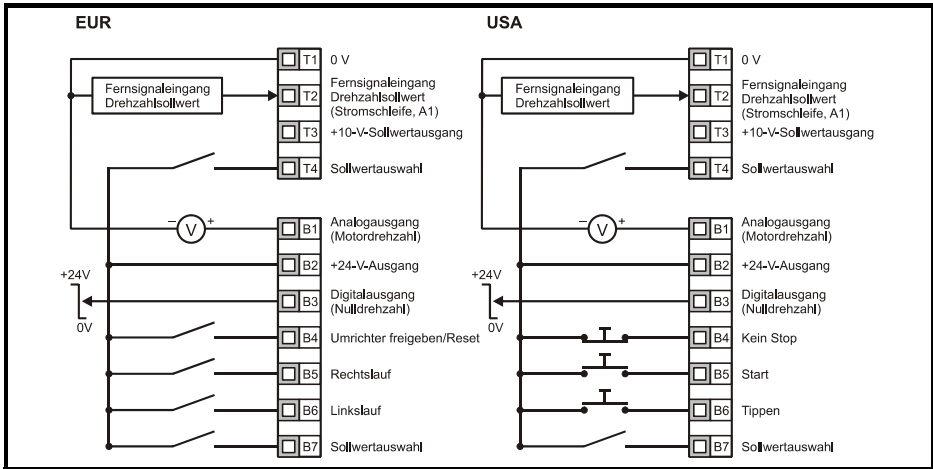 EUR
T1 0 V
Fernsignaleingang
Drehzahlsollwert
T2 Fernsignaleingang
Drehzahlsollwert
(Stromschleife, A1)
T3 +10-V-Sollwertausgang
T4 Sollwertauswahl
– V +
B1 Analogausgang
(Motordrehzahl)
B2 +24-V-Ausgang
+24V
0V
B3 Digitalausgang
(Nulldrehzahl)
B4 Umrichter freigeben/Reset
B5 Rechtslauf
B6 Linkslauf
B7 Sollwertauswahl
USA
T1 0 V
Fernsignaleingang
Drehzahlsollwert
T2 Fernsignaleingang
Drehzahlsollwert
(Stromschleife, A1)
T3 +10-V-Sollwertausgang
T4 Sollwertauswahl
– V +
B1 Analogausgang
(Motordrehzahl)
B2 +24-V-Ausgang
+24V
0V
B3 Digitalausgang
(Nulldrehzahl)
B4 Kein Stop
B5 Start
B6 Tippen
B7 Sollwertauswahl